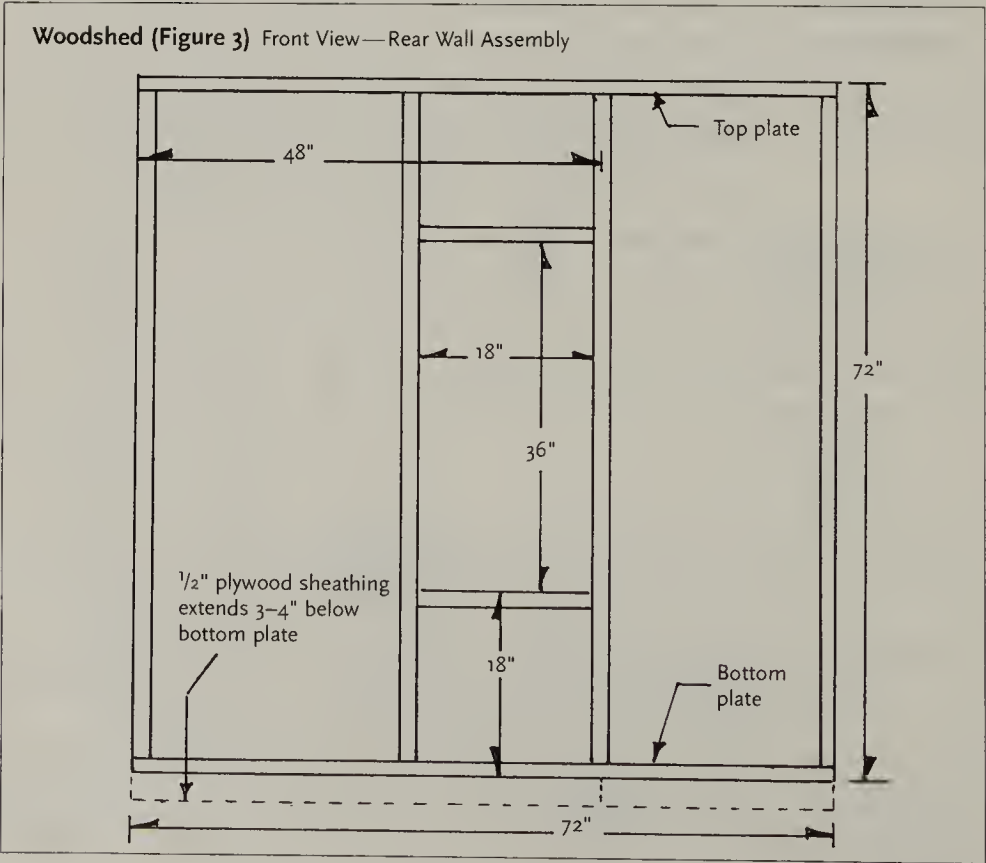 Woodshed (Figure 3) Front View—Rear Wall Assembly
Top plate
48"
18"
72"
36"
1/2" plywood sheathing
extends 3–4" below
bottom plate
18"
Bottom
plate
72"